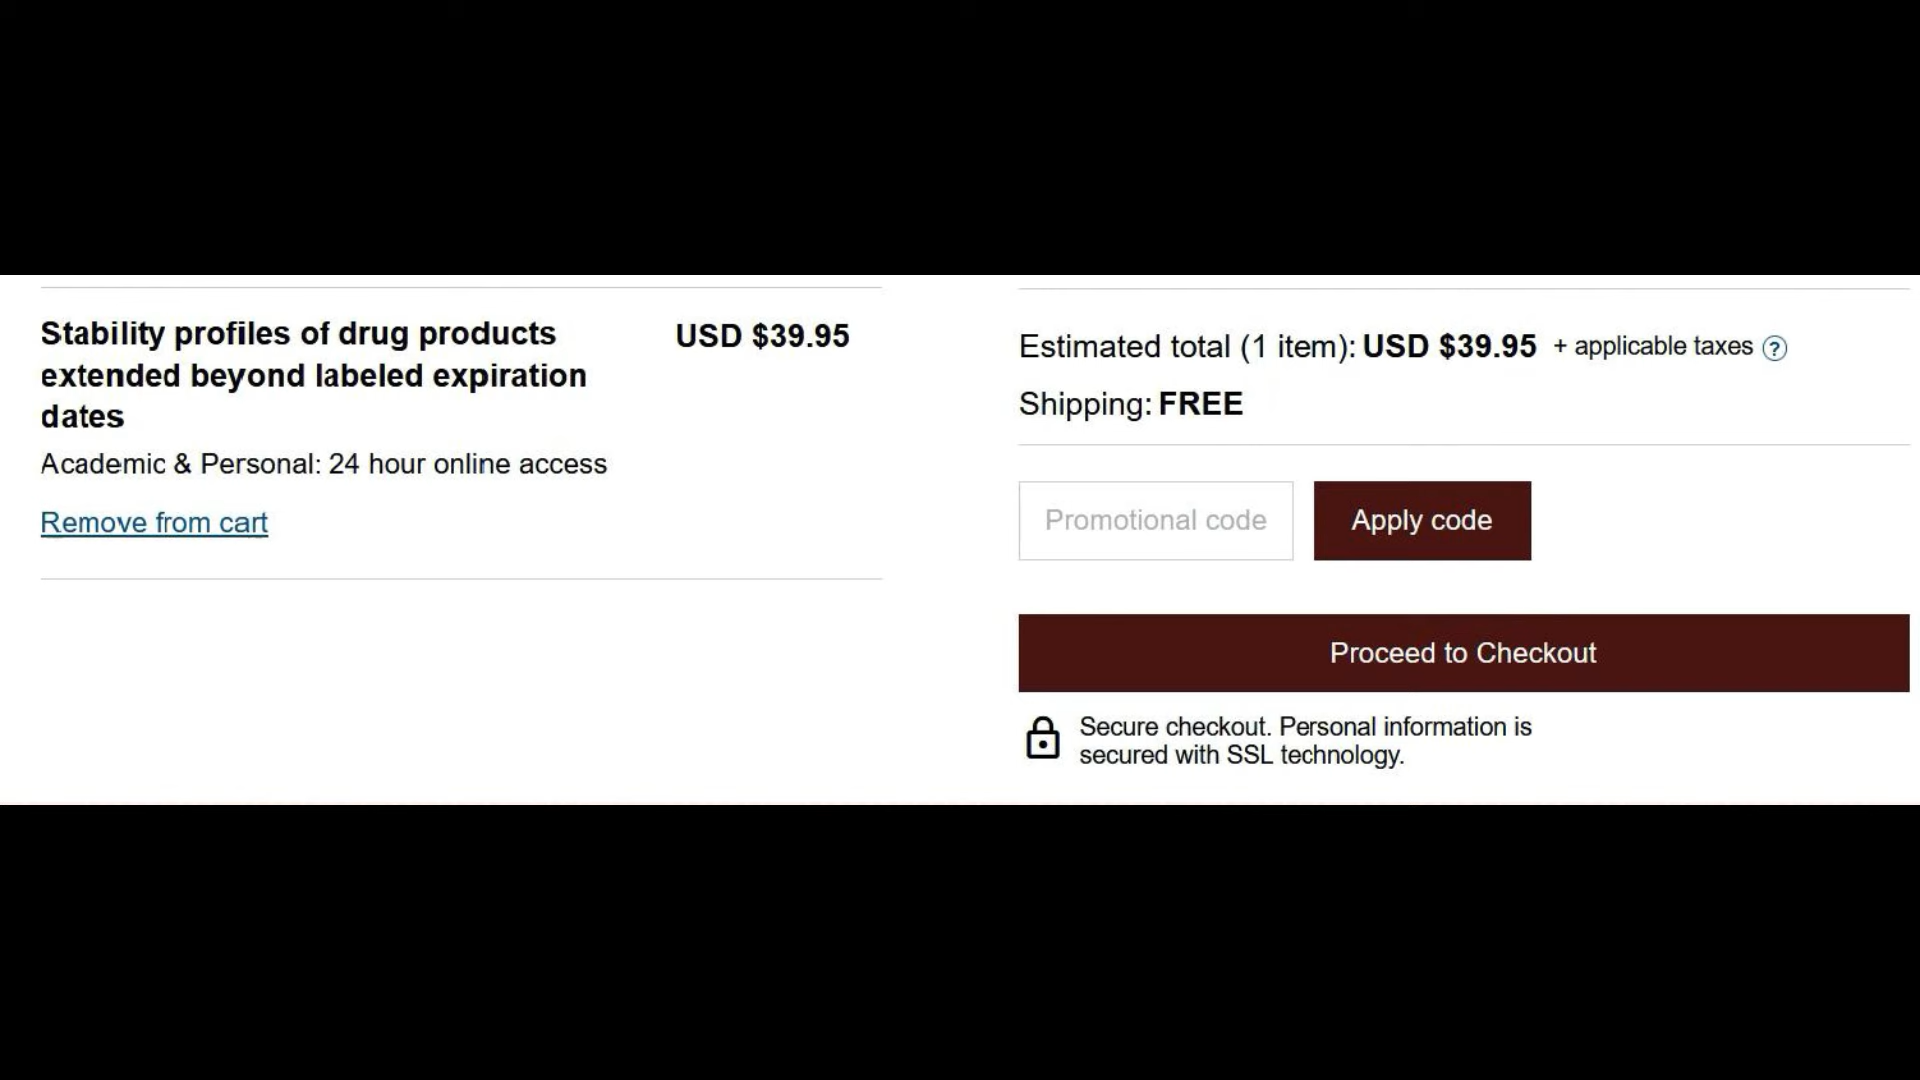 Stability profiles of drug products
extended beyond labeled expiration
dates
USD $39.95
Academic & Personal: 24 hour online access
Remove from cart
Estimated total (1 item): USD $39.95 + applicable taxes ?
Shipping: FREE
Promotional code
Apply code
Proceed to Checkout
Secure checkout. Personal information is
secured with SSL technology.